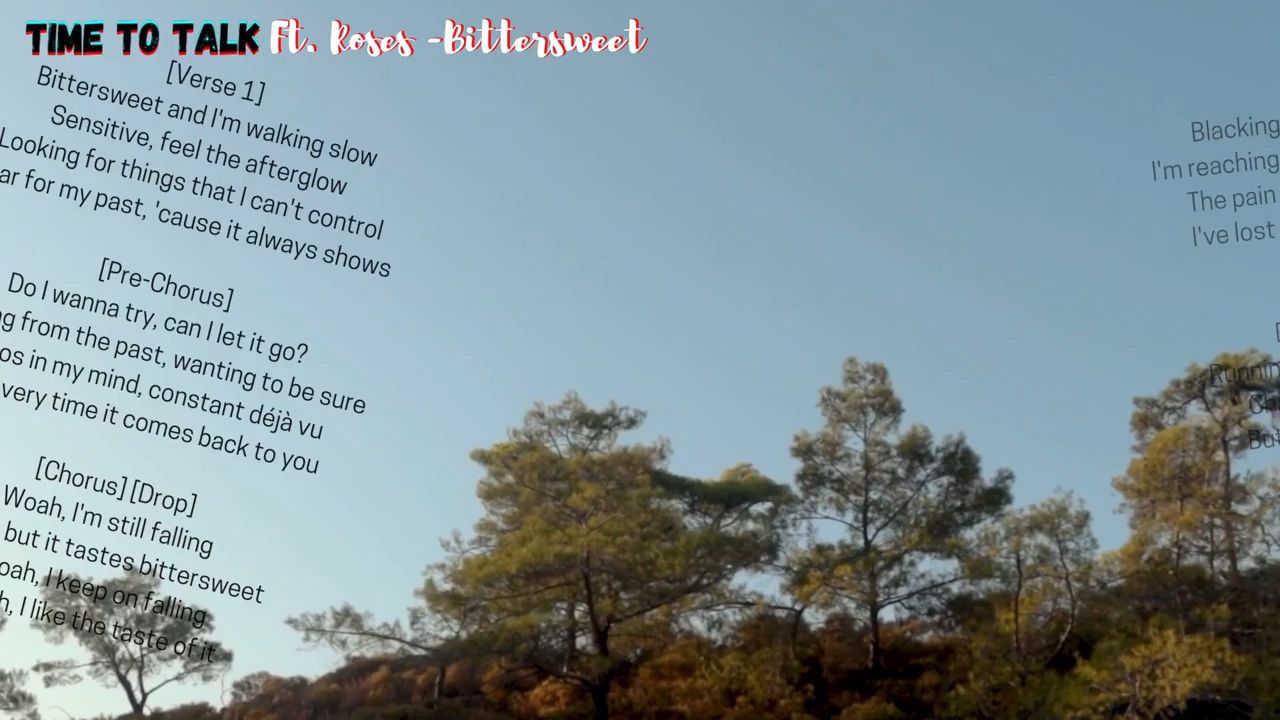 TIME TO TALK Ft. Roses -Bittersweet
[Verse 1]
Bittersweet and I'm walking slow
Sensitive, feel the afterglow
Looking for things that I can't control
for my past, 'cause it always shows
[Pre-Chorus]
Do I wanna try, can I let it go?
from the past, wanting to be sure
in my mind, constant déjà vu
very time it comes back to you
[Chorus] [Drop]
Woah, I'm still falling
but it tastes bittersweet
I keep on falling
I like the taste of it
Blacking
I'm reaching
The pain
I've lost